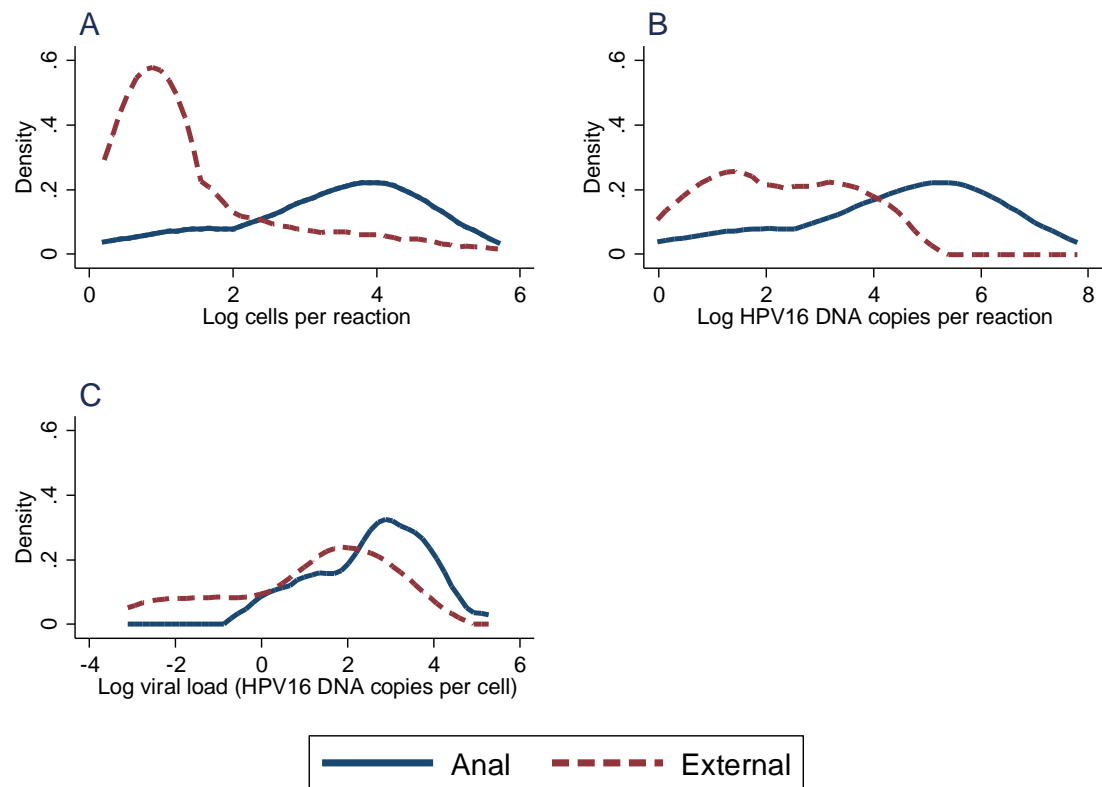 A
Density
0 .2 .4 .6
0 2 4 6
Log cells per reaction
B
Density
0 .2 .4 .6
0 2 4 6 8
Log HPV16 DNA copies per reaction
C
Density
0 .2 .4 .6
-4 -2 0 2 4 6
Log viral load (HPV16 DNA copies per cell)
Anal External